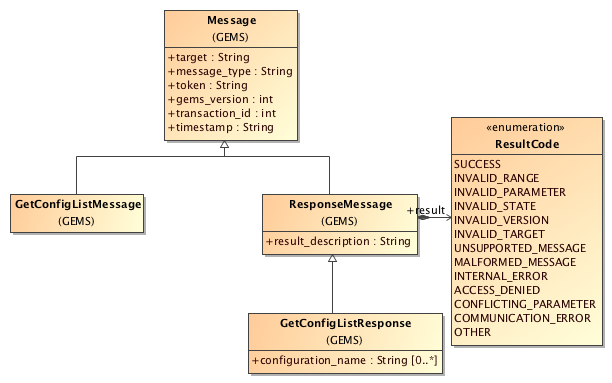 Message
(GEMS)
+target : String
+message_type : String
+token : String
+gems_version : int
+transaction_id : int
+timestamp : String
GetConfigListMessage
(GEMS)
ResponseMessage
(GEMS)
+result_description : String
+result
«enumeration»
ResultCode
SUCCESS
INVALID_RANGE
INVALID_PARAMETER
INVALID_STATE
INVALID_VERSION
INVALID_TARGET
UNSUPPORTED_MESSAGE
MALFORMED_MESSAGE
INTERNAL_ERROR
ACCESS_DENIED
CONFLICTING_PARAMETER
COMMUNICATION_ERROR
OTHER
GetConfigListResponse
(GEMS)
+configuration_name : String [0..*]